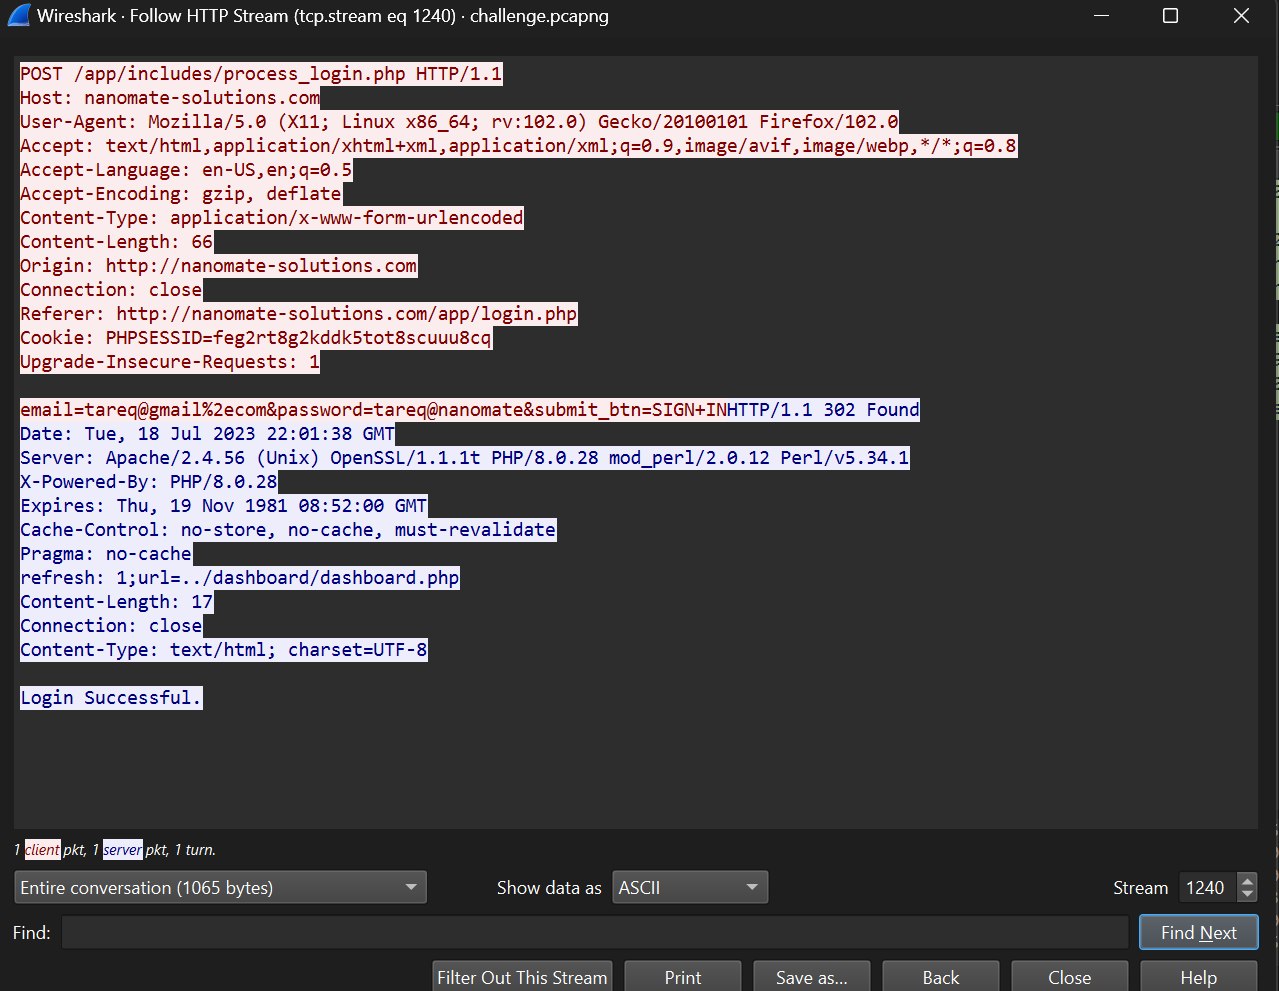 Wireshark · Follow HTTP Stream (tcp.stream eq 1240) · challenge.pcapng
POST /app/includes/process_login.php HTTP/1.1
Host: nanomate-solutions.com
User-Agent: Mozilla/5.0 (X11; Linux x86_64; rv:102.0) Gecko/20100101 Firefox/102.0
Accept: text/html,application/xhtml+xml,application/xml;q=0.9,image/avif,image/webp,*/*;q=0.8
Accept-Language: en-US,en;q=0.5
Accept-Encoding: gzip, deflate
Content-Type: application/x-www-form-urlencoded
Content-Length: 66
Origin: http://nanomate-solutions.com
Connection: close
Referer: http://nanomate-solutions.com/app/login.php
Cookie: PHPSESSID=feg2rt8g2kddk5tot8scuuu8cq
Upgrade-Insecure-Requests: 1
email=tareq@gmail%2ecom&password=tareq@nanomate&submit_btn=SIGN+INHTTP/1.1 302 Found
Date: Tue, 18 Jul 2023 22:01:38 GMT
Server: Apache/2.4.56 (Unix) OpenSSL/1.1.1t PHP/8.0.28 mod_perl/2.0.12 Perl/v5.34.1
X-Powered-By: PHP/8.0.28
Expires: Thu, 19 Nov 1981 08:52:00 GMT
Cache-Control: no-store, no-cache, must-revalidate
Pragma: no-cache
refresh: 1;url=../dashboard/dashboard.php
Content-Length: 17
Connection: close
Content-Type: text/html; charset=UTF-8
Login Successful.
1 client pkt, 1 server pkt, 1 turn.
Entire conversation (1065 bytes) Show data as ASCII Stream 1240
Find: Find Next
Filter Out This Stream Print Save as... Back Close Help